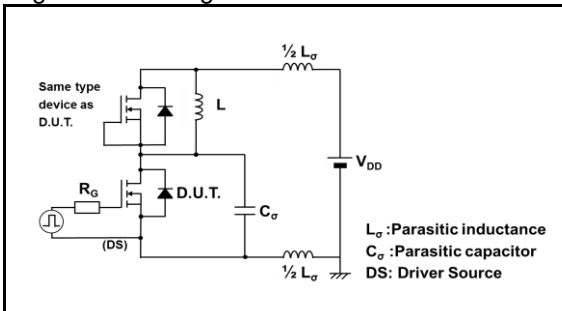 ½ Lσ
Same type
device as
D.U.T.
L
VDD
RG
D.U.T.
Cσ
(DS)
½ Lσ
Lσ :Parasitic inductance
Cσ :Parasitic capacitor
DS: Driver Source